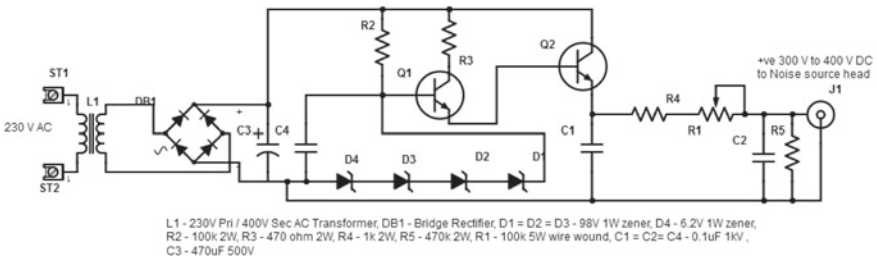 ST1
L1
DB1
230 V AC
ST2
+
C3
+
C4
R2
Q1
R3
Q2
D4
D3
D2
D1
C1
R4
R1
C2
R5
J1
+ve 300 V to 400 V DC
to Noise source head
L1 - 230V Pri / 400V Sec AC Transformer, DB1 - Bridge Rectifier, D1 = D2 = D3 - 98V 1W zener, D4 - 6.2V 1W zener,
R2 - 100k 2W, R3 - 470 ohm 2W, R4 - 1k 2W, R5 - 470k 2W, R1 - 100k 5W wire wound, C1 = C2= C4 - 0.1uF 1kV ,
C3 - 470uF 500V